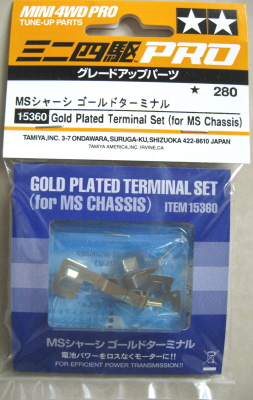 MINI 4WD PRO
TUNE-UP PARTS
TAMIYA
ミニ四駆PRO
グレードアップパーツ
★ 280
MSシャーシ ゴールドターミナル
15360 Gold Plated Terminal Set (for MS Chassis)
TAMIYA,INC. 3-7 ONDAWARA, SURUGA-KU, SHIZUOKA 422-8610 JAPAN
TAMIYA AMERICA, INC. IRVINE, CA
GOLD PLATED TERMINAL SET
(for MS CHASSIS) ITEM 15360
MSシャーシ ゴールドターミナル
電池パワーをロスなくモーターに!!
FOR EFFICIENT POWER TRANSMISSION!!